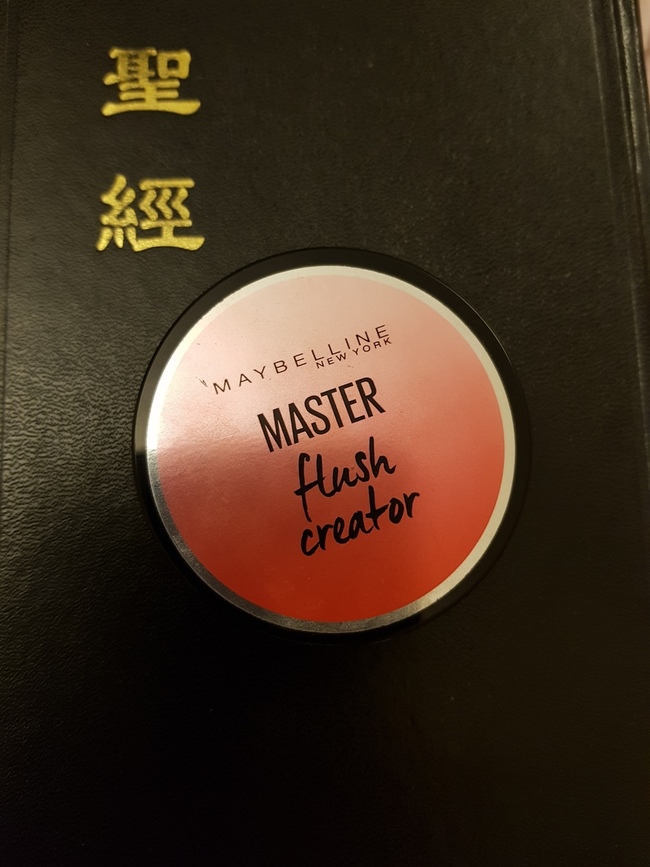 聖
經
MAYBELLINE
NEW YORK
MASTER
flush
creator